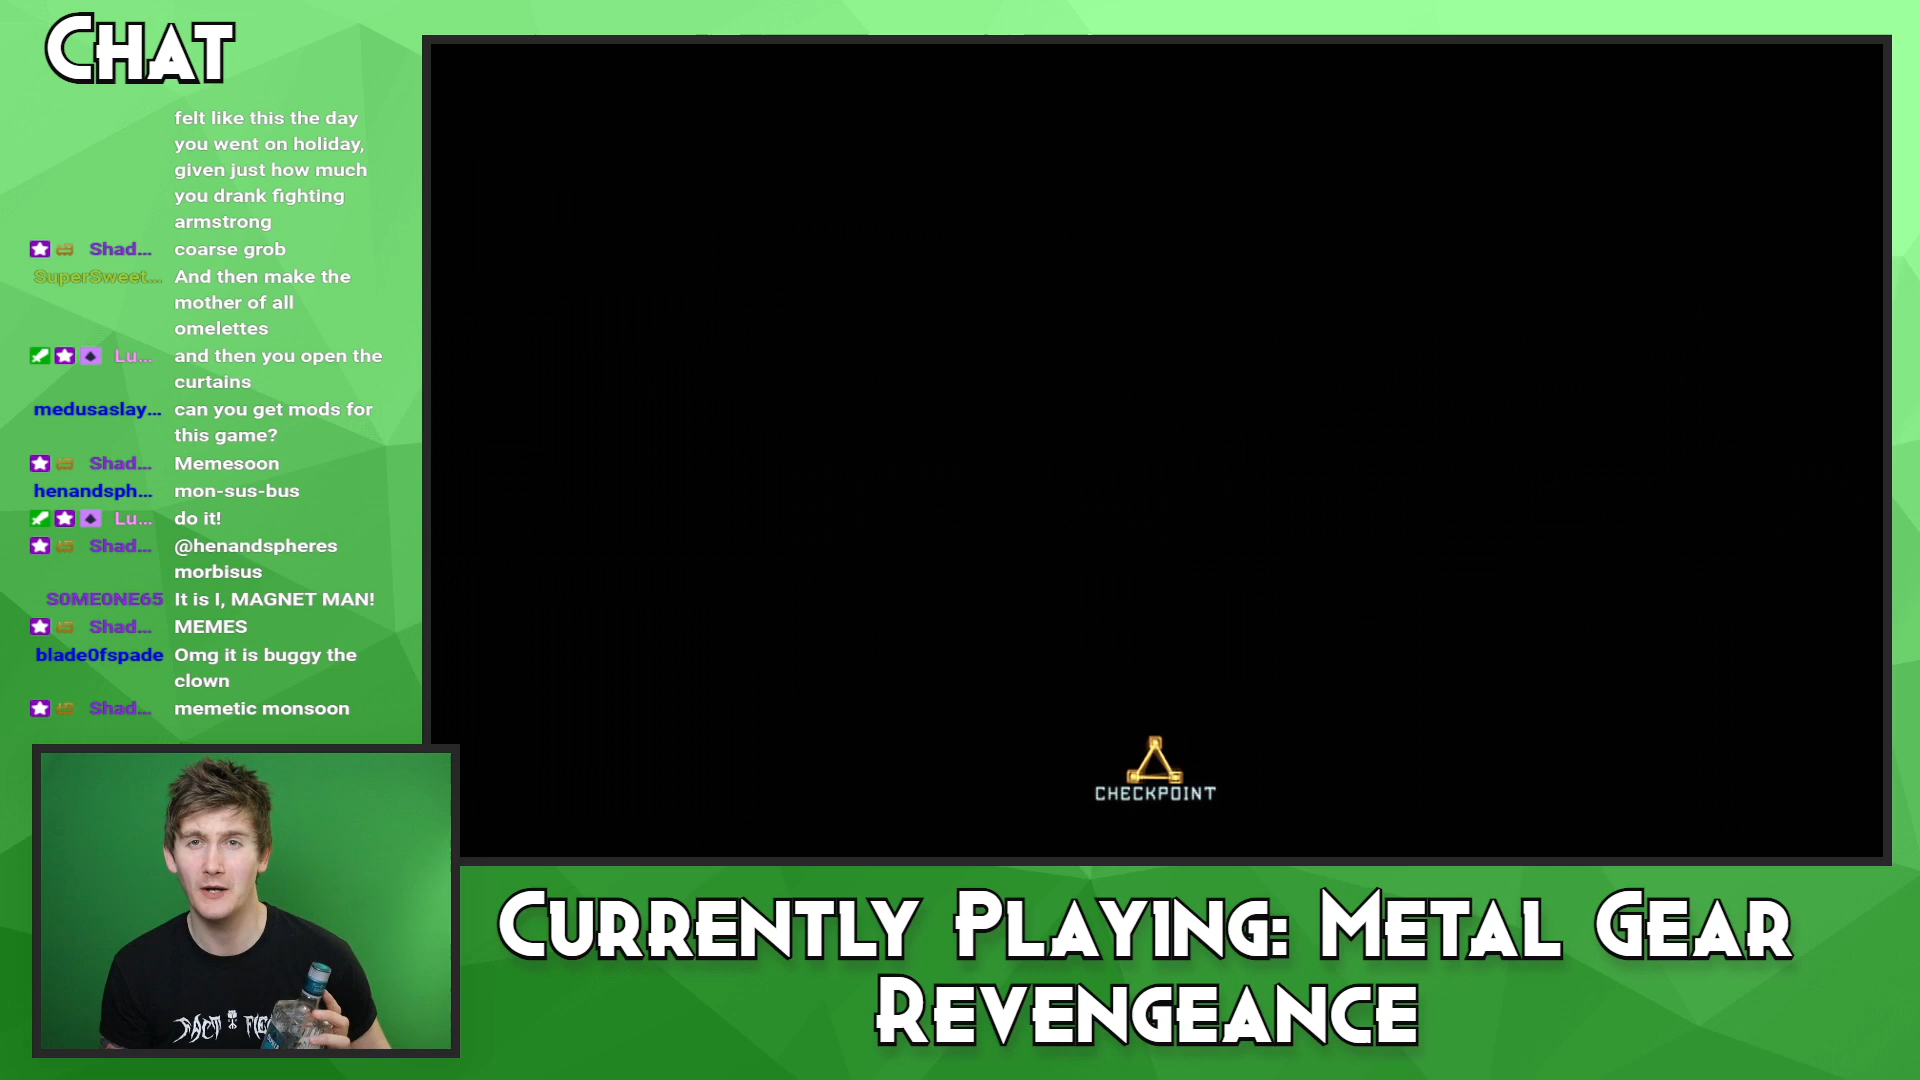 Chat
felt like this the day
you went on holiday,
given just how much
you drank fighting
armstrong
Shad... coarse grob
SuperSweet... And then make the
mother of all
omelettes
Lu... and then you open the
curtains
medusaslay... can you get mods for
this game?
Shad... Memesoon
henandsph... mon-sus-bus
Lu... do it!
Shad... @henandspheres
morbisus
S0ME0NE65 It is I, MAGNET MAN!
Shad... MEMES
blade0fspade Omg it is buggy the
clown
Shad... memetic monsoon
CHECKPOINT
Currently Playing: Metal Gear
Revengeance